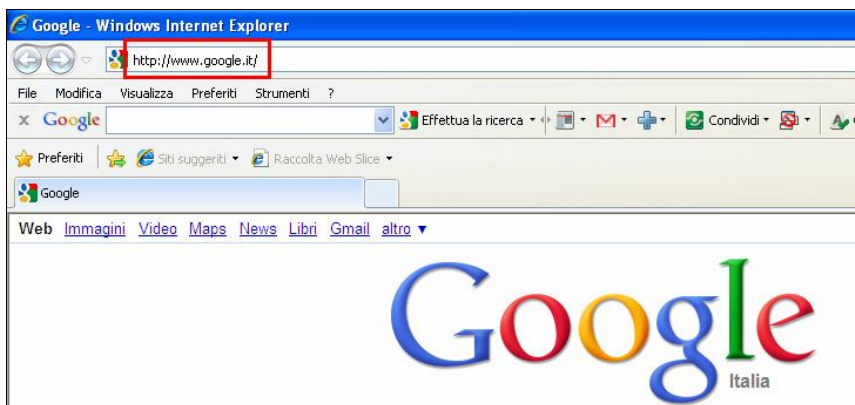 Google - Windows Internet Explorer
http://www.google.it/
File Modifica Visualizza Preferiti Strumenti ?
x Google Effettua la ricerca Condividi
Preferiti Siti suggeriti Raccolta Web Slice
Google
Web Immagini Video Maps News Libri Gmail altro ▼
Google
Italia